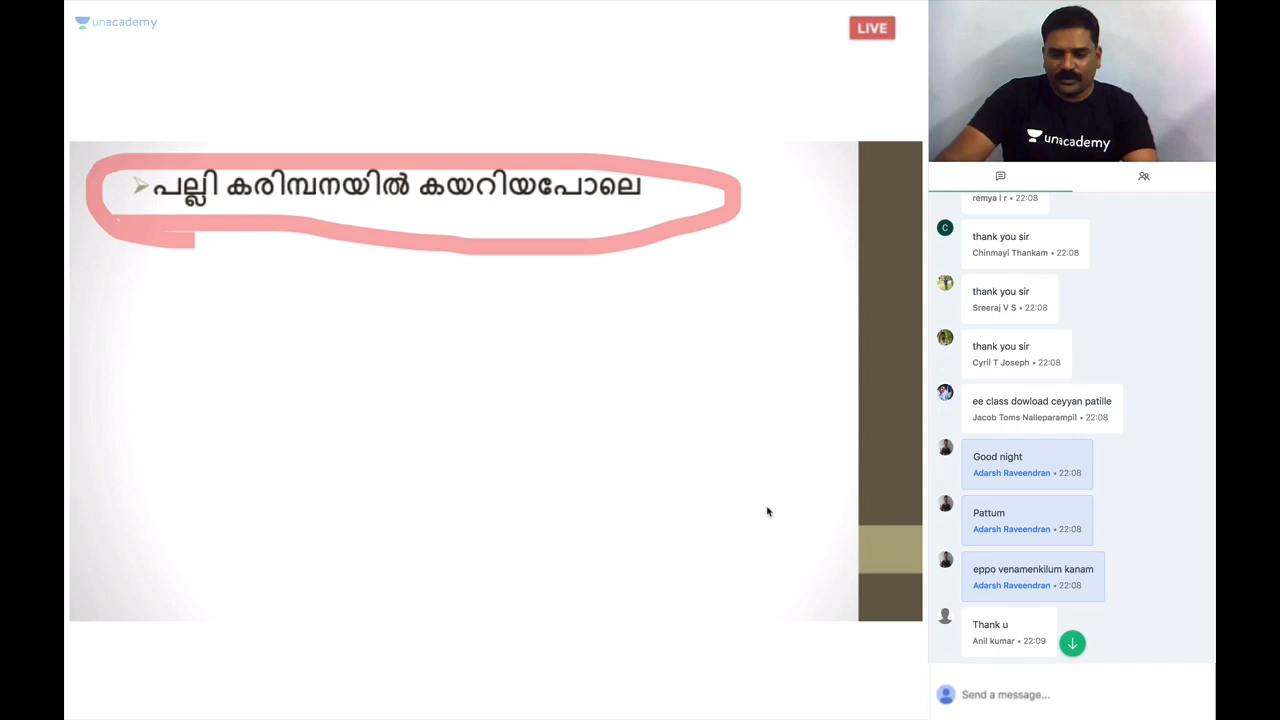 unacademy
LIVE
പല്ലി കരിമ്പനയിൽ കയറിയപോലെ
unacademy
remya l r • 22:08
C
thank you sir
Chinmayi Thankam • 22:08
thank you sir
Sreeraj V S • 22:08
thank you sir
Cyril T Joseph • 22:08
ee class dowload ceyyan patille
Jacob Toms Nalleparampil • 22:08
Good night
Adarsh Raveendran • 22:08
Pattum
Adarsh Raveendran • 22:08
eppo venamenkilum kanam
Adarsh Raveendran • 22:08
Thank u
Anil kumar • 22:09
Send a message...